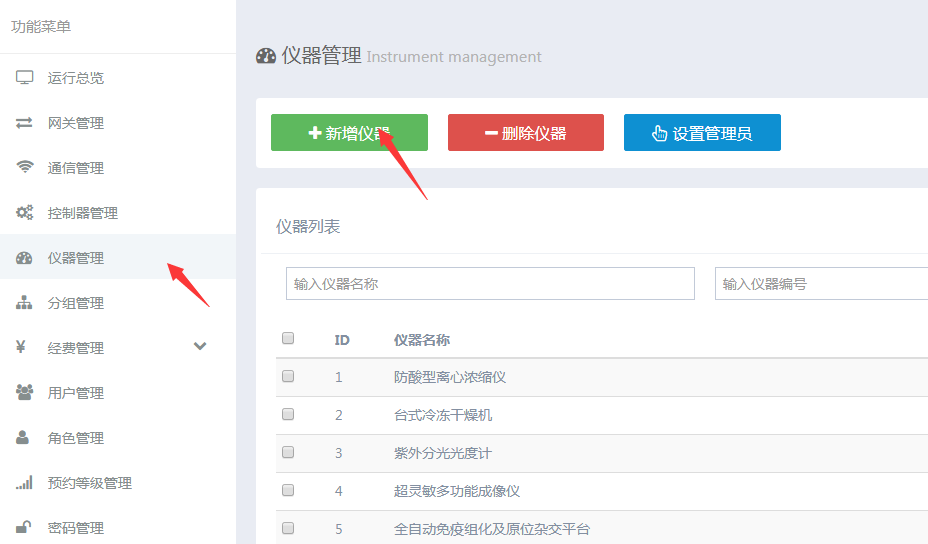 功能菜单
运行总览
网关管理
通信管理
控制器管理
仪器管理
分组管理
经费管理
用户管理
角色管理
预约等级管理
密码管理
仪器管理 Instrument management
新增仪器 删除仪器 设置管理员
仪器列表
输入仪器名称 输入仪器编号
ID 仪器名称
1 防酸型离心浓缩仪
2 台式冷冻干燥机
3 紫外分光光度计
4 超灵敏多功能成像仪
5 全自动免疫组化及原位杂交平台